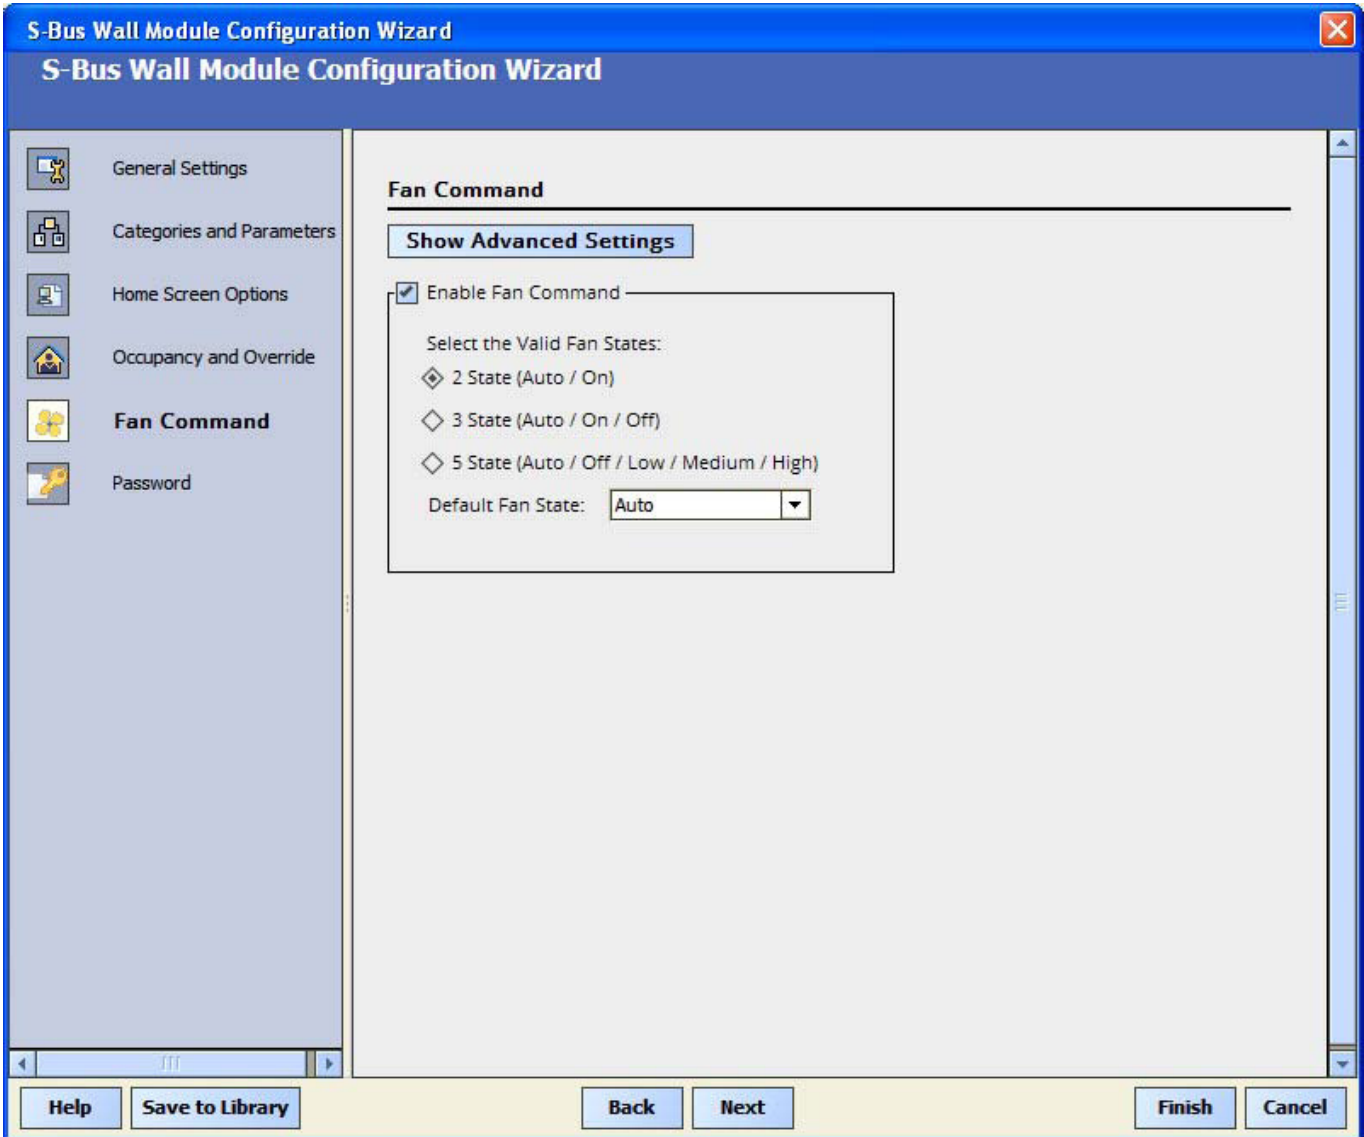 S-Bus Wall Module Configuration Wizard
S-Bus Wall Module Configuration Wizard
General Settings
Categories and Parameters
Home Screen Options
Occupancy and Override
Fan Command
Password
Fan Command
Show Advanced Settings
Enable Fan Command
Select the Valid Fan States:
2 State (Auto / On)
3 State (Auto / On / Off)
5 State (Auto / Off / Low / Medium / High)
Default Fan State: Auto
Help Save to Library Back Next Finish Cancel